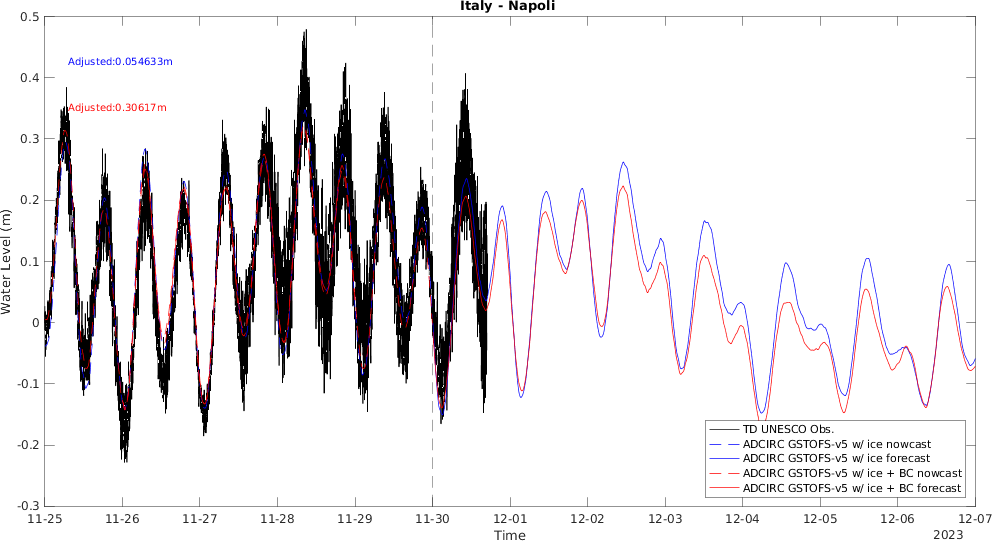 Italy - Napoli
0.5
0.4
0.3
0.2
0.1
0
-0.1
-0.2
-0.3
Water Level (m)
Adjusted:0.054633m
Adjusted:0.30617m
TD UNESCO Obs.
ADCIRC GSTOFS-v5 w/ ice nowcast
ADCIRC GSTOFS-v5 w/ ice forecast
ADCIRC GSTOFS-v5 w/ ice + BC nowcast
ADCIRC GSTOFS-v5 w/ ice + BC forecast
11-25 11-26 11-27 11-28 11-29 11-30 12-01 12-02 12-03 12-04 12-05 12-06 12-07
Time
2023